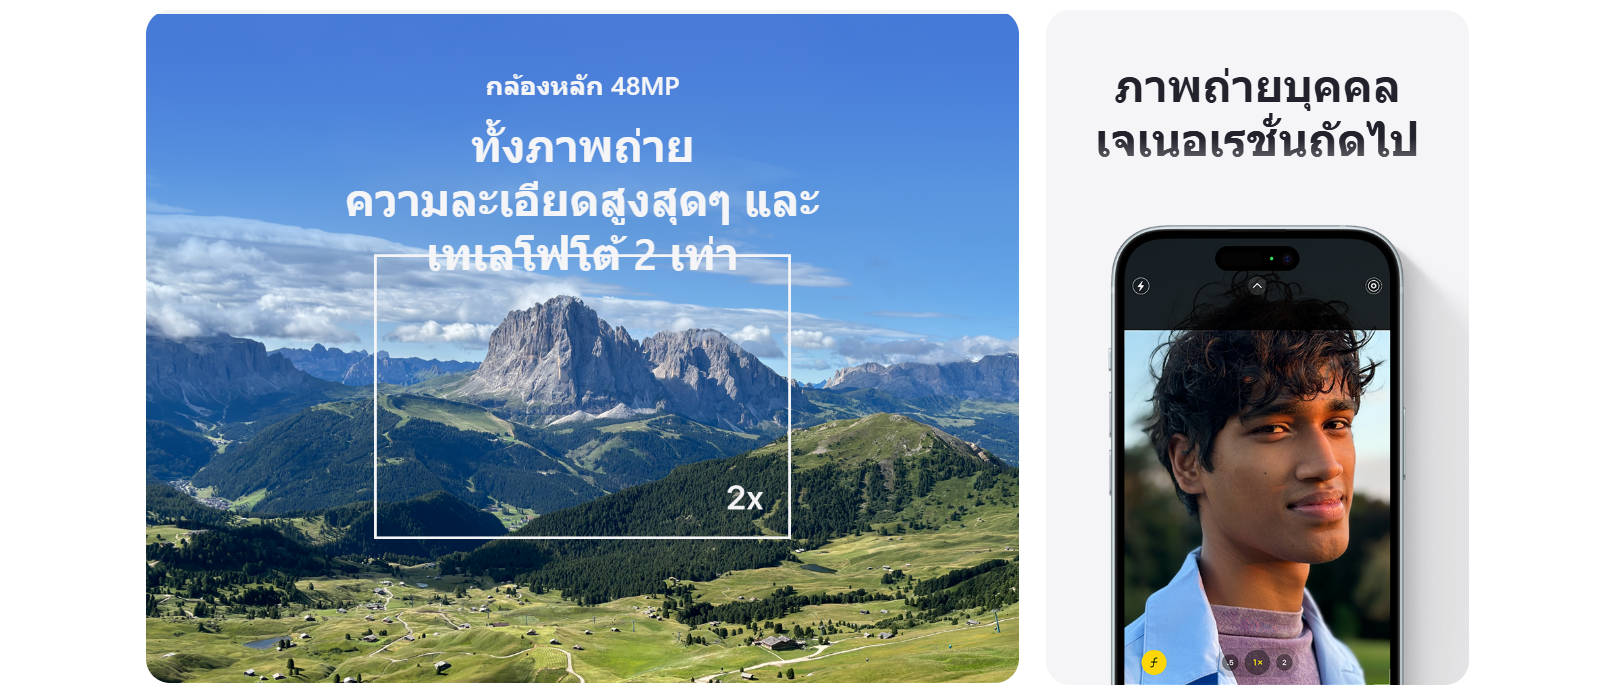 กล้องหลัก 48MP
ทั้งภาพถ่าย
ความละเอียดสูงสุดๆ และ
เทเลโฟโต้ 2 เท่า
2x
ภาพถ่ายบุคคล
เจเนอเรชั่นถัดไป
.5 1× 2